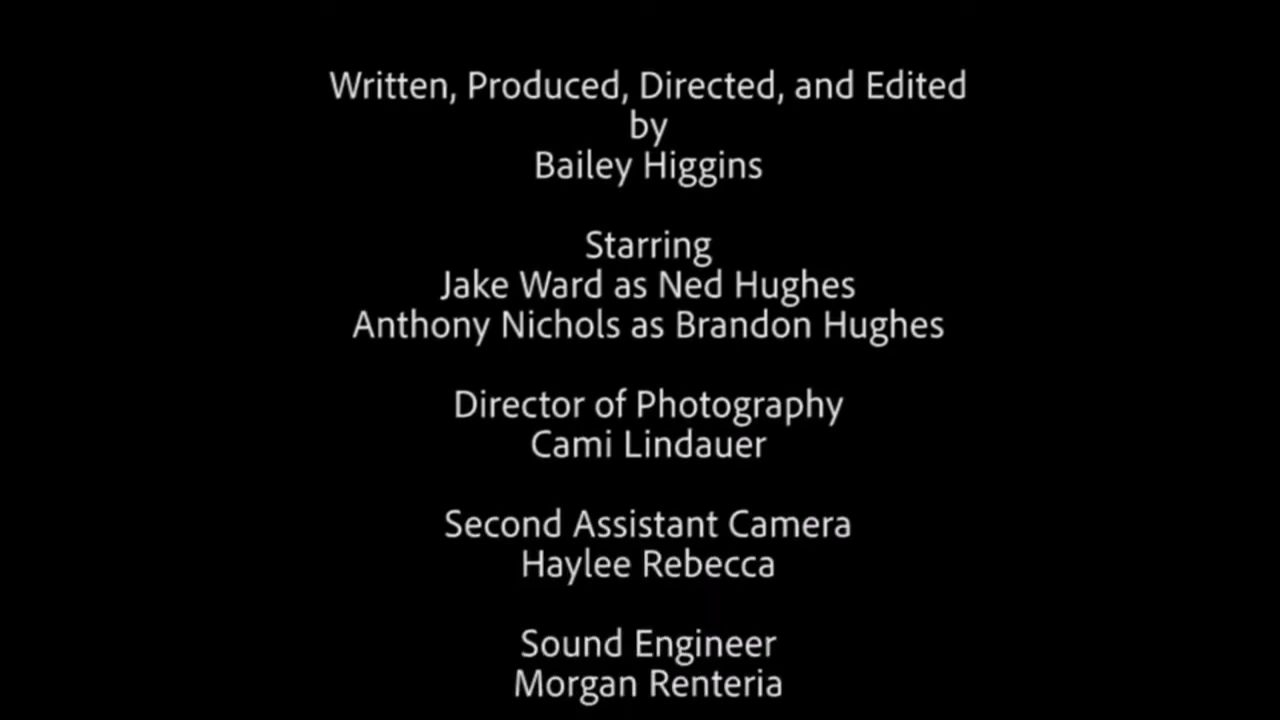 Written, Produced, Directed, and Edited
by
Bailey Higgins
Starring
Jake Ward as Ned Hughes
Anthony Nichols as Brandon Hughes
Director of Photography
Cami Lindauer
Second Assistant Camera
Haylee Rebecca
Sound Engineer
Morgan Renteria